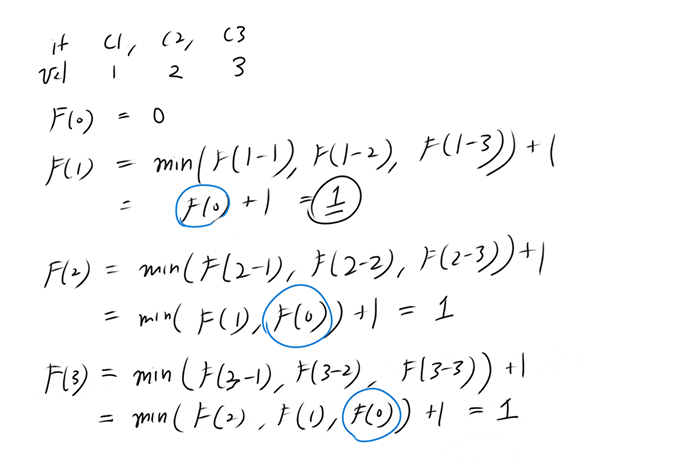 it C1, C2, C3
val 1 2 3
F(0) = 0
F(1) = min(F(1-1), F(1-2), F(1-3)) + 1
= F(0) + 1 = 1
F(2) = min(F(2-1), F(2-2), F(2-3)) + 1
= min( F(1), F(0)) + 1 = 1
F(3) = min(F(3-1), F(3-2), F(3-3)) + 1
= min(F(2), F(1), F(0)) + 1 = 1